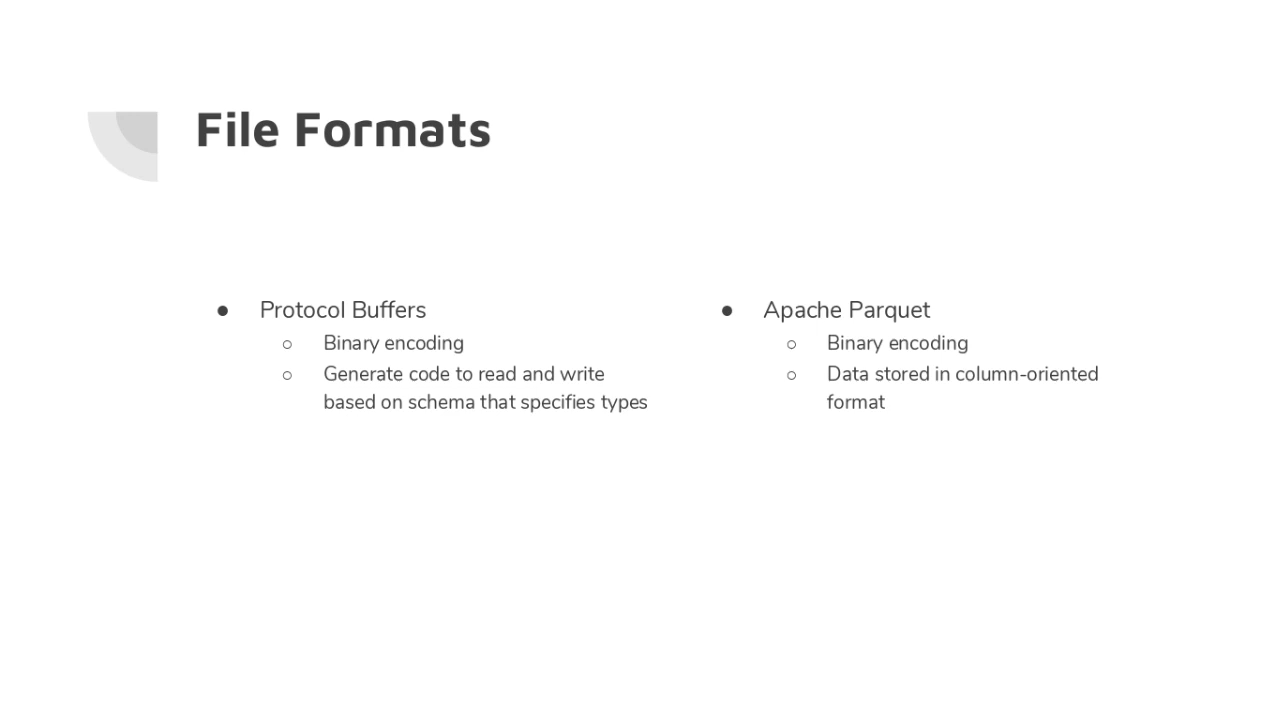 File Formats
● Protocol Buffers
○ Binary encoding
○ Generate code to read and write
based on schema that specifies types
● Apache Parquet
○ Binary encoding
○ Data stored in column-oriented
format